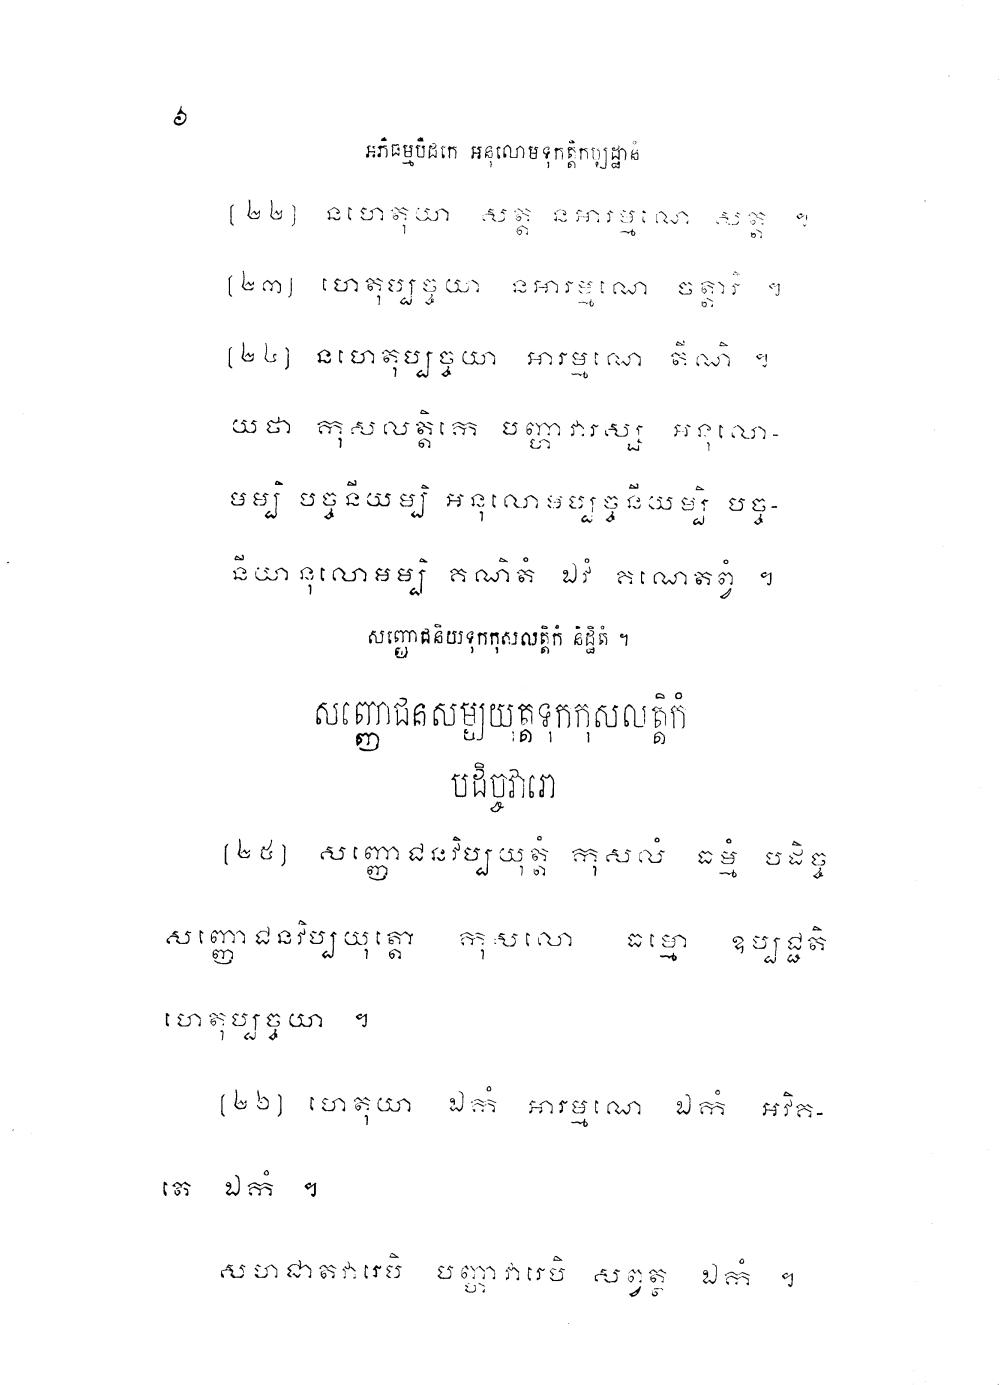 ៦
អភិធម្មបិដកេ អនុលោមទុកត្តិកប្បដ្ឋានំ
[២២] នហេតុយា សត្ត នអារម្មណេ សត្ត ។
[២៣] ហេតុប្បច្ចយា នអារម្មណេ ចត្តារិ ។
[២៤] នហេតុប្បច្ចយា អារម្មណេ តីណិ ។
យថា កុសលត្តិកេ បញ្ហាវារស្ស អនុលោ-
មម្បិ បច្ចនីយម្បិ អនុលោមប្បច្ចនីយម្បិ បច្ច-
នីយានុលោមម្បិ គណិតំ ឯវំ គណេតព្វំ ។
សញ្ញោជនិយទុកកុសលត្តិកំ និដ្ឋិតំ ។
សញ្ញោជនសម្បយុត្តទុកកុសលត្តិកំ
បដិច្ចវារោ
[២៥] សញ្ញោជនវិប្បយុត្តំ កុសលំ ធម្មំ បដិច្ច
សញ្ញោជនវិប្បយុត្តោ កុសលោ ធម្មោ ឧប្បជ្ជតិ
ហេតុប្បច្ចយា ។
[២៦] ហេតុយា ឯកំ អារម្មណេ ឯកំ អវិគ-
តេ ឯកំ ។
សហជាតវារេបិ បញ្ហាវារេបិ សព្វត្ថ ឯកំ ។